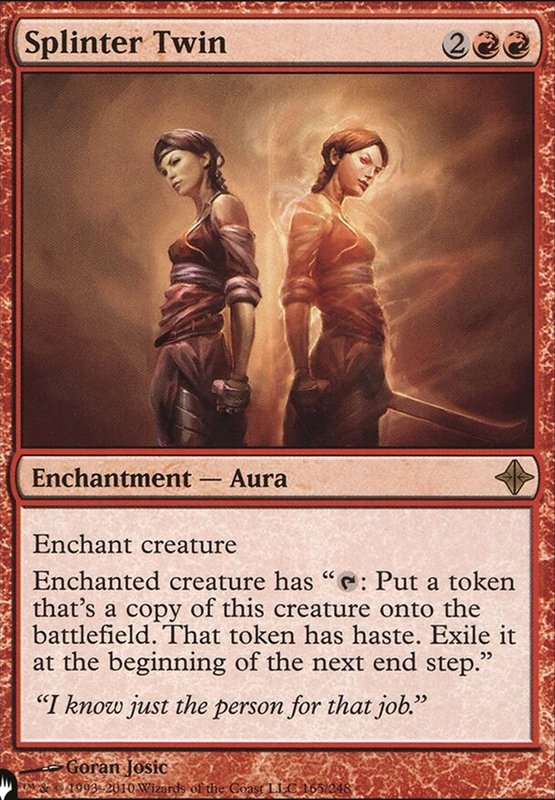 Splinter Twin 2
Enchantment — Aura
Enchant creature
Enchanted creature has “: Put a token
that’s a copy of this creature onto the
battlefield. That token has haste. Exile it
at the beginning of the next end step.”
“I know just the person for that job.”
Goran Josic
™ & © 1993–2010 Wizards of the Coast LLC 165/248